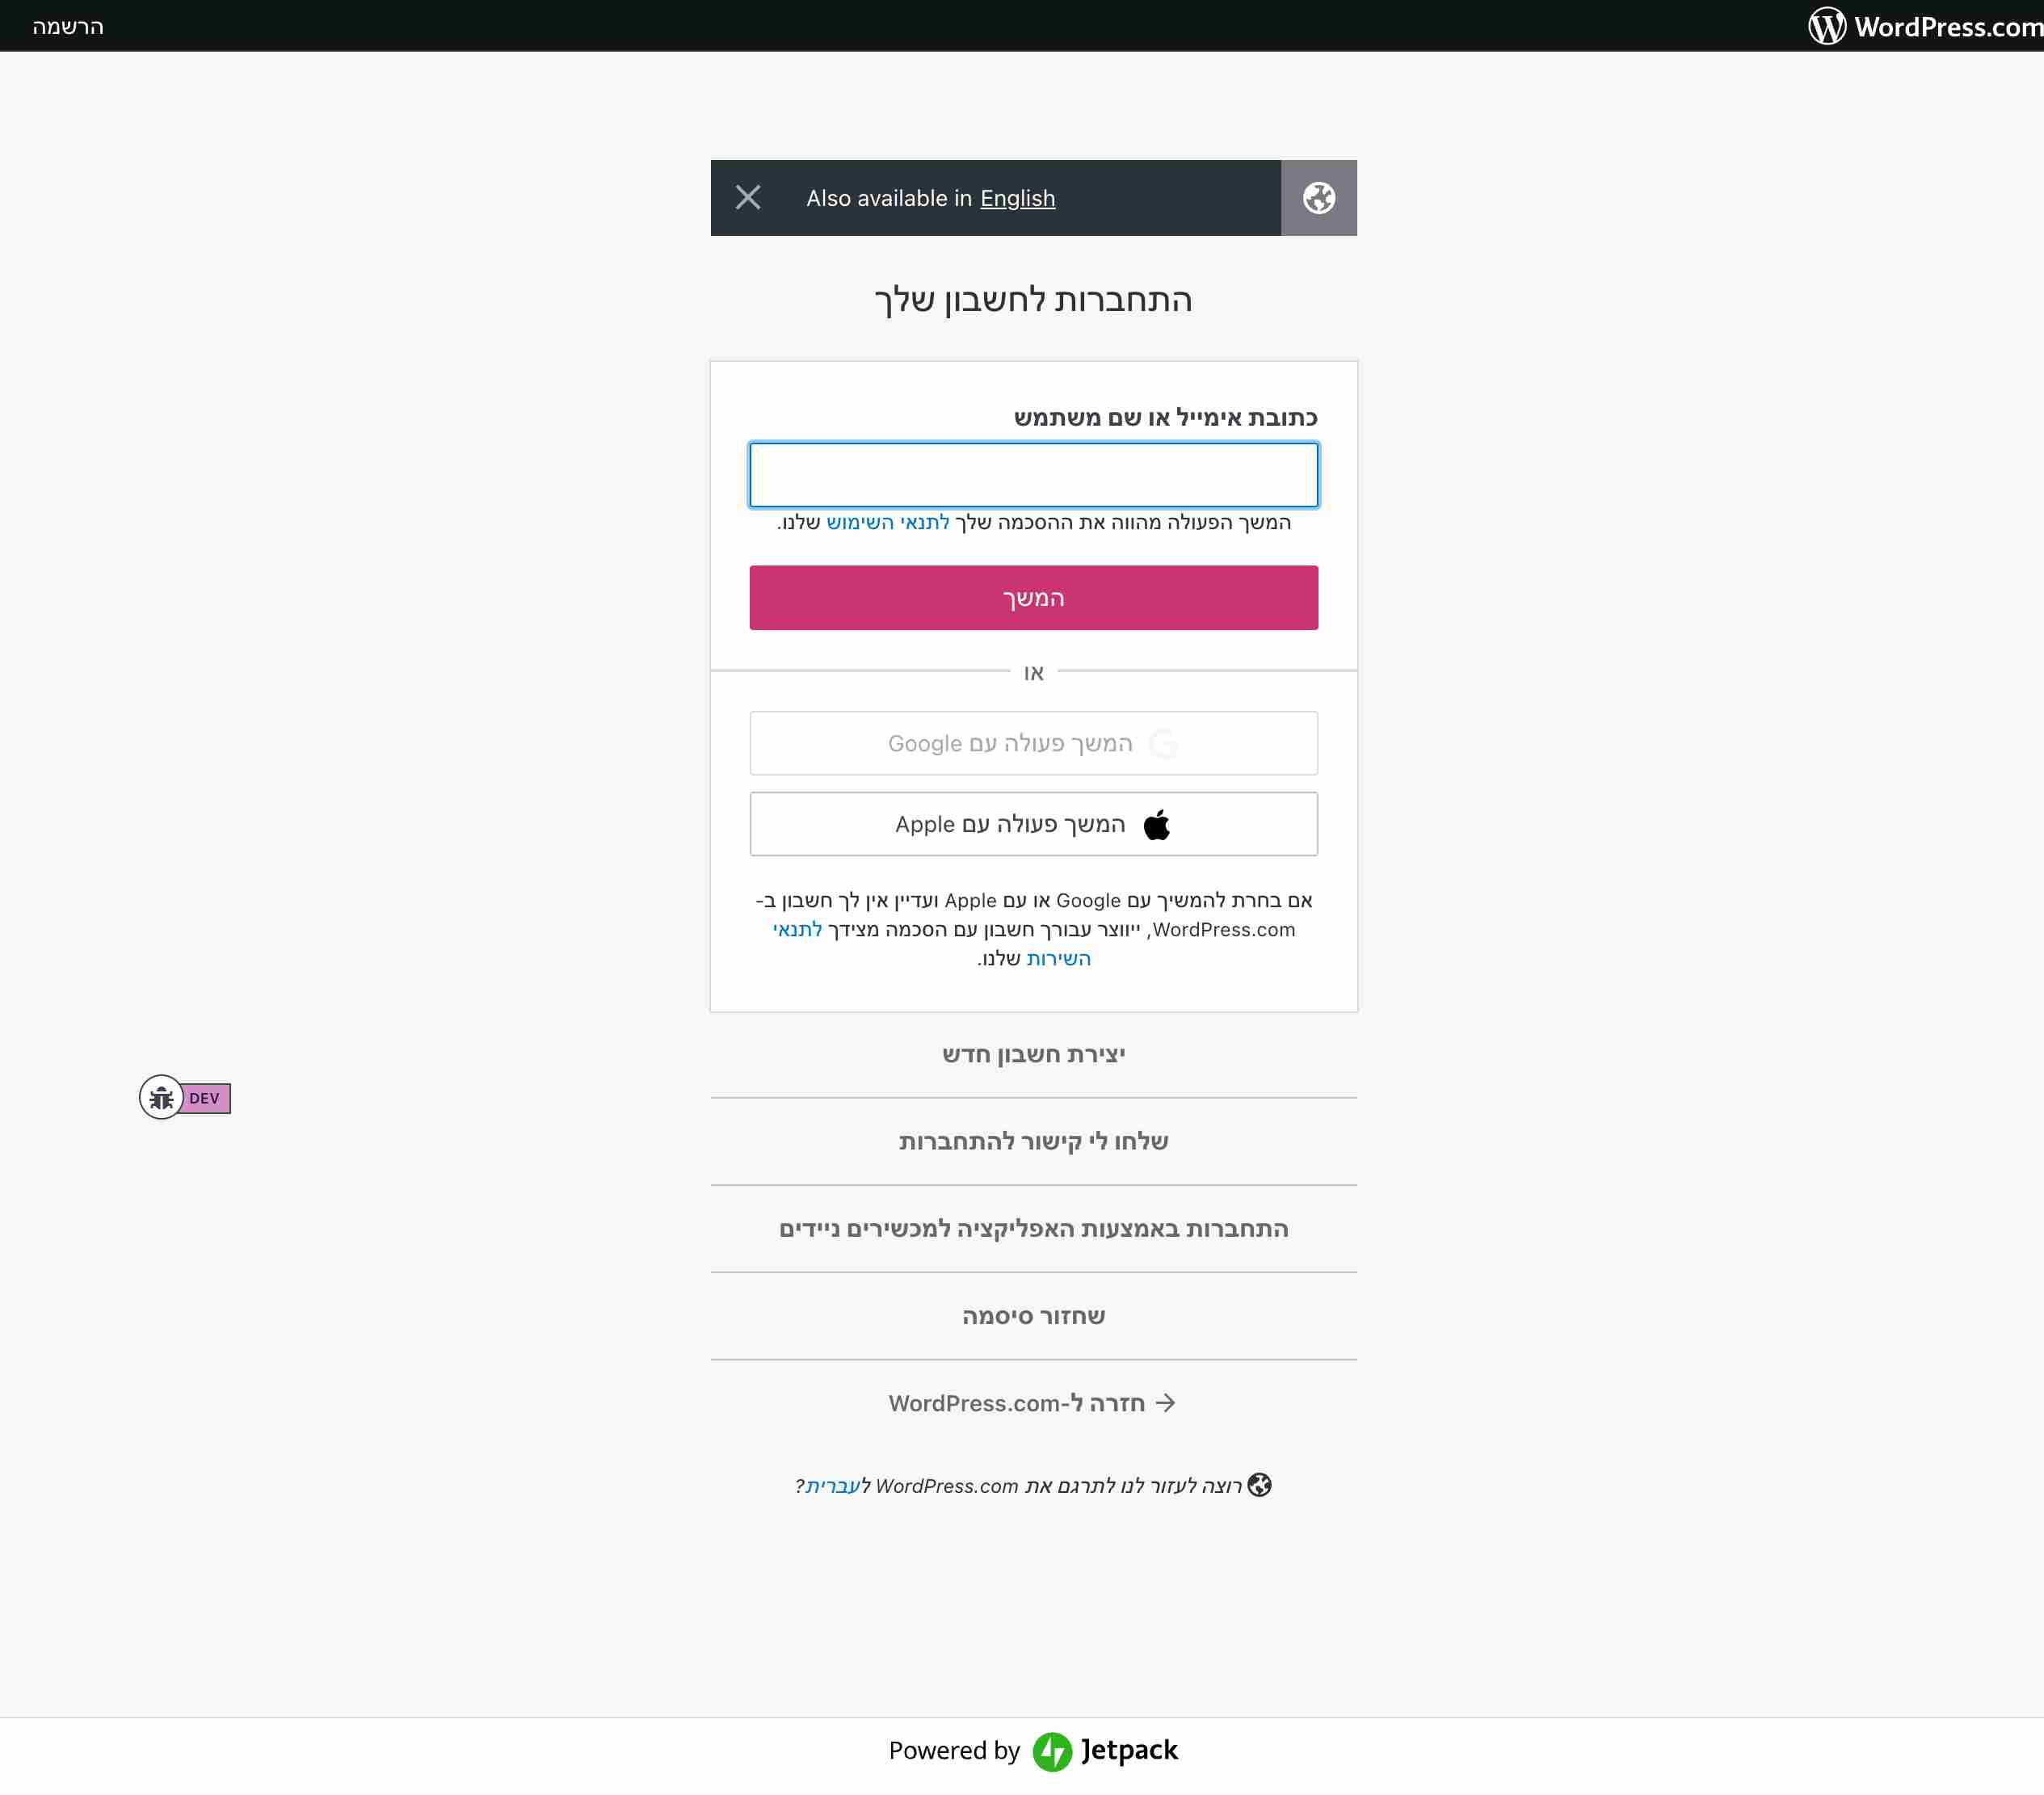 WordPress.com
הרשמה
Also available in English
התחברות לחשבון שלך
כתובת אימייל או שם משתמש
המשך הפעולה מהווה את ההסכמה שלך לתנאי השימוש שלנו.
המשך
או
המשך פעולה עם Google
המשך פעולה עם Apple
אם בחרת להמשיך עם Google או עם Apple ועדיין אין לך חשבון ב-
WordPress.com, ייווצר עבורך חשבון עם הסכמה מצידך לתנאי
השירות שלנו.
יצירת חשבון חדש
DEV
שלחו לי קישור להתחברות
התחברות באמצעות האפליקציה למכשירים ניידים
שחזור סיסמה
חזרה ל-WordPress.com
רוצה לעזור לנו לתרגם את WordPress.com לעברית?
Powered by Jetpack